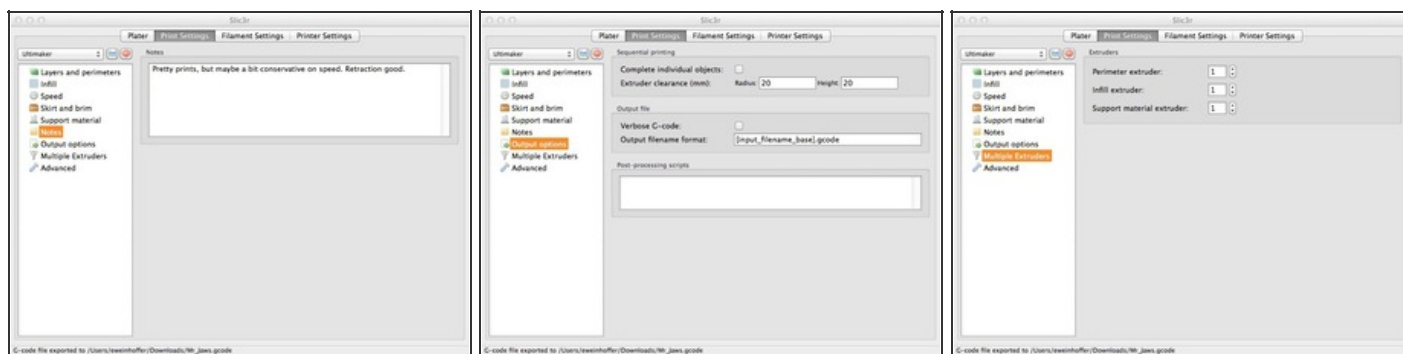 Slic3r
Plater Print Settings Filament Settings Printer Settings
Ultimaker
Layers and perimeters
Infill
Speed
Skirt and brim
Support material
Notes
Output options
Multiple Extruders
Advanced
Notes
Pretty prints, but maybe a bit conservative on speed. Retraction good.
G-code file exported to /Users/eweinhoffer/Downloads/Mr_Jaws.gcode
Slic3r
Plater Print Settings Filament Settings Printer Settings
Ultimaker
Layers and perimeters
Infill
Speed
Skirt and brim
Support material
Notes
Output options
Multiple Extruders
Advanced
Sequential printing
Complete individual objects:
Extruder clearance (mm): Radius: 20 Height: 20
Output file
Verbose G-code:
Output filename format: [input_filename_base].gcode
Post-processing scripts
G-code file exported to /Users/eweinhoffer/Downloads/Mr_Jaws.gcode
Slic3r
Plater Print Settings Filament Settings Printer Settings
Ultimaker
Layers and perimeters
Infill
Speed
Skirt and brim
Support material
Notes
Output options
Multiple Extruders
Advanced
Extruders
Perimeter extruder: 1
Infill extruder: 1
Support material extruder: 1
G-code file exported to /Users/eweinhoffer/Downloads/Mr_Jaws.gcode